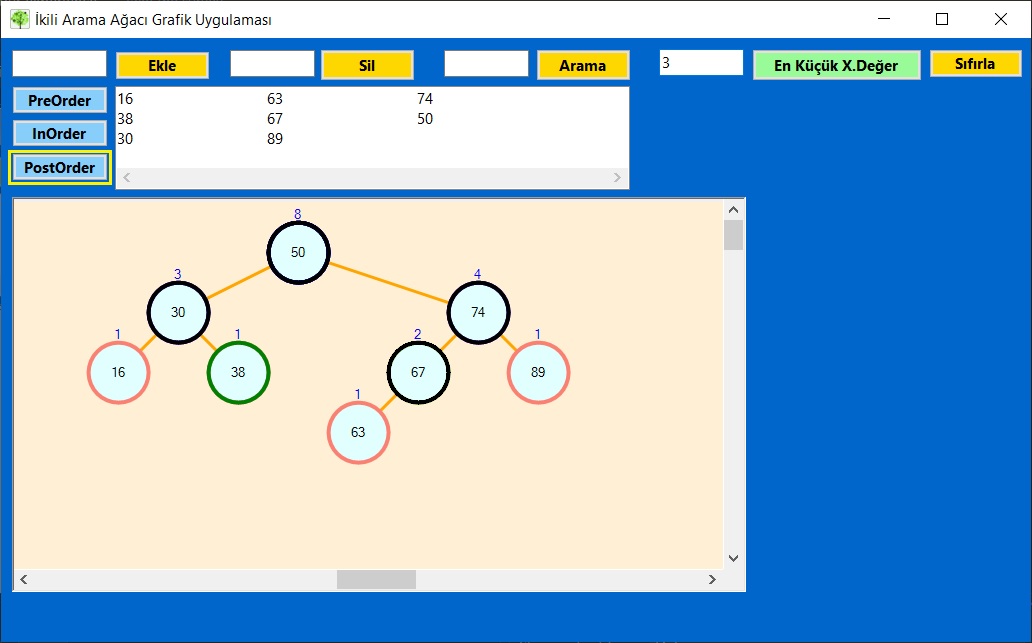 İkili Arama Ağacı Grafik Uygulaması
Ekle Sil Arama 3 En Küçük X.Değer Sıfırla
PreOrder
InOrder
PostOrder
16 63 74
38 67 50
30 89
8
50
3 4
30 74
1 1 2 1
16 38 67 89
1
63